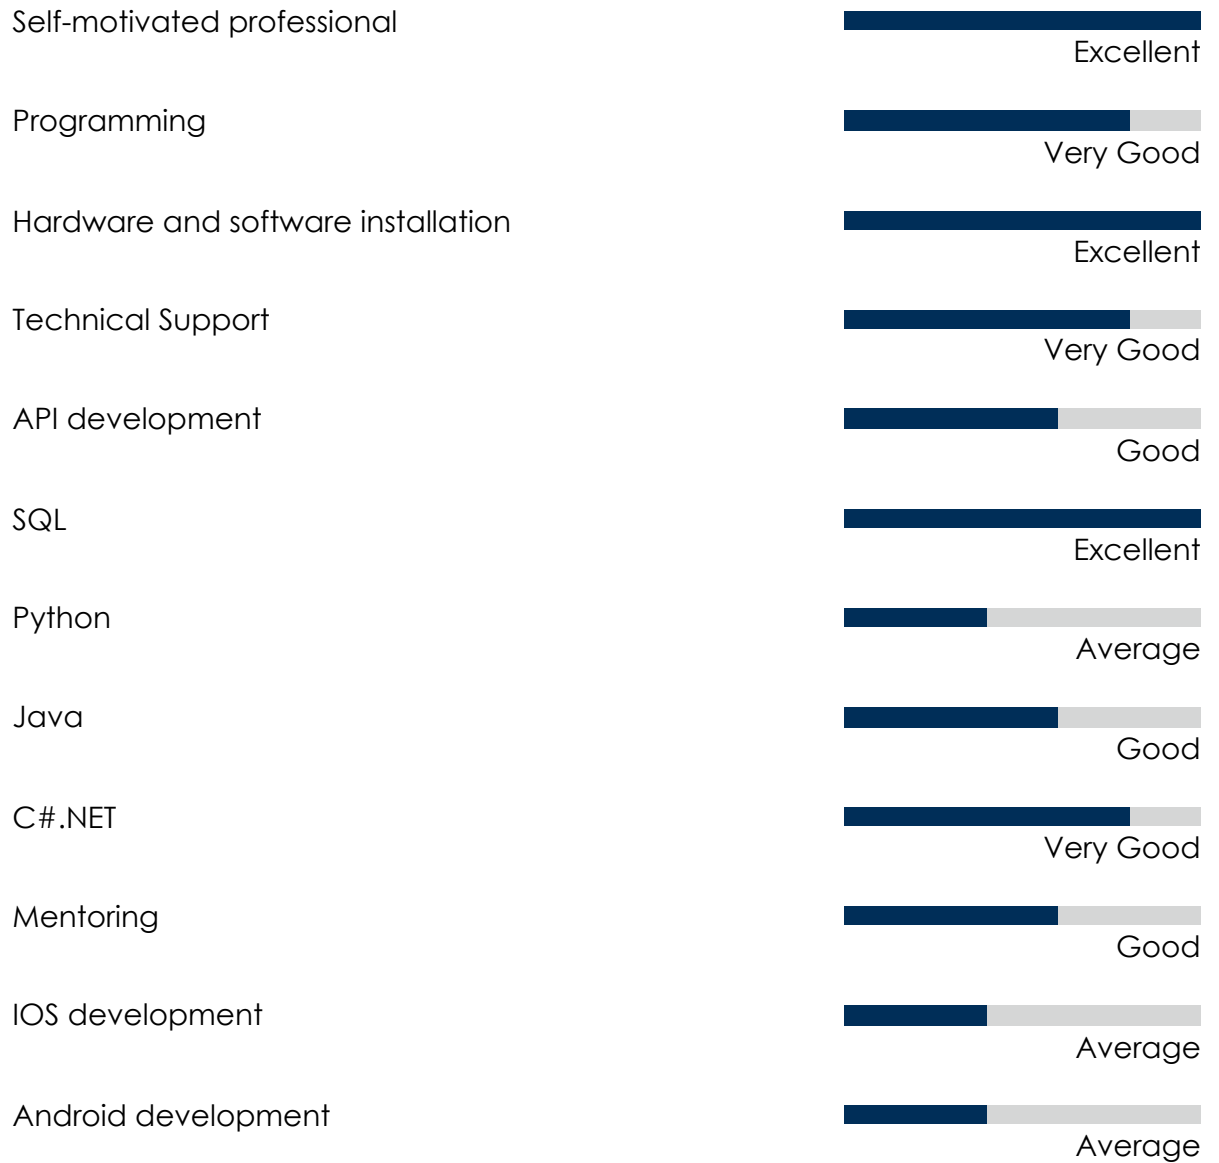 Self-motivated professional
Excellent
Programming
Very Good
Hardware and software installation
Excellent
Technical Support
Very Good
API development
Good
SQL
Excellent
Python
Average
Java
Good
C#.NET
Very Good
Mentoring
Good
IOS development
Average
Android development
Average